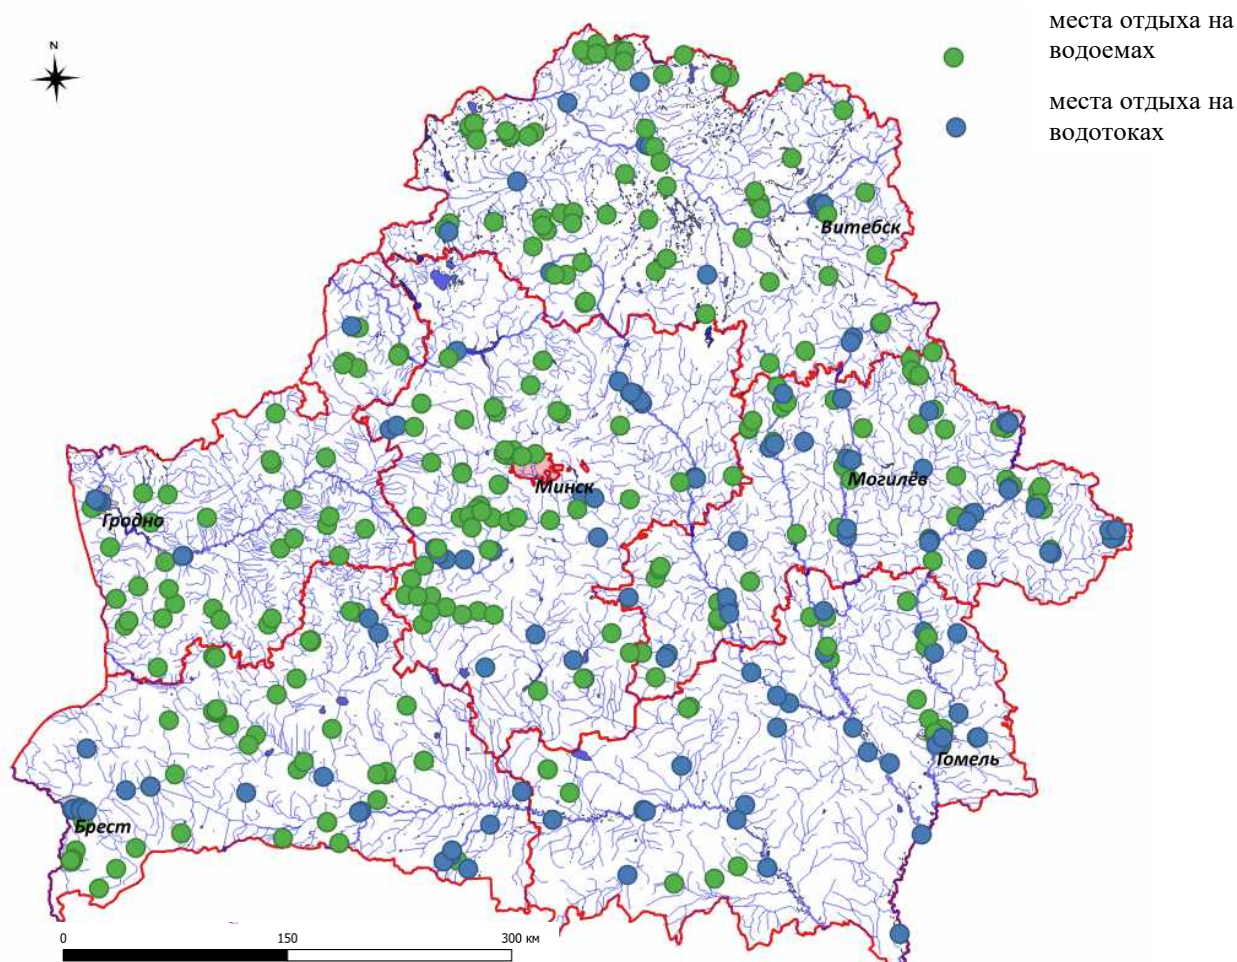 места отдыха на
водоемах
места отдыха на
водотоках
N
Витебск
Минск
Могилёв
Гродно
Гомель
Брест
0 150 300 км